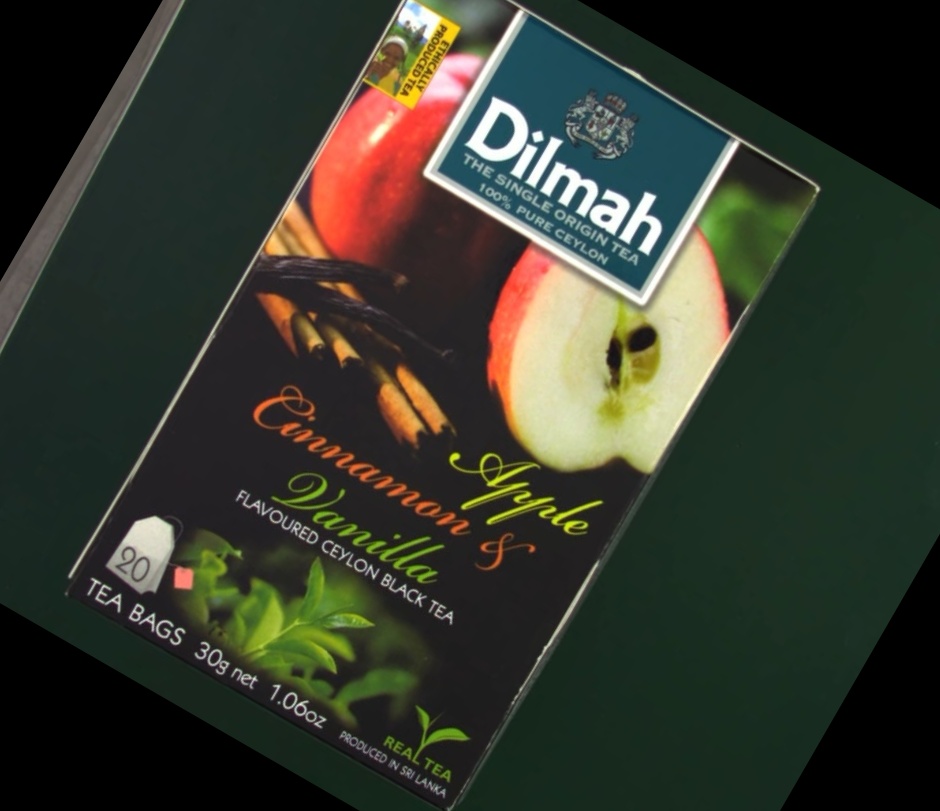 ETHICALLY
PRODUCED TEA
Dilmah
THE SINGLE ORIGIN TEA
100% PURE CEYLON
Apple
Cinnamon &
Vanilla
FLAVOURED CEYLON BLACK TEA
20
TEA BAGS 30g net 1.06oz
REAL TEA
PRODUCED IN SRI LANKA